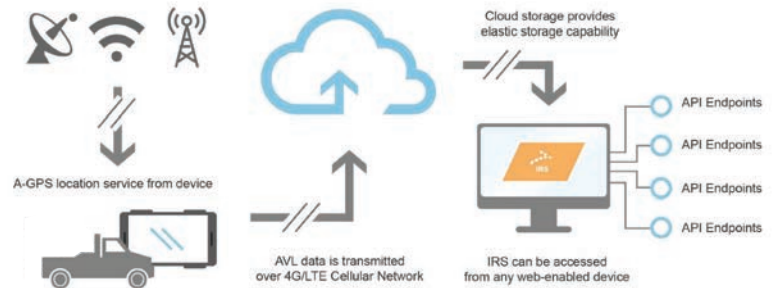 Cloud storage provides
elastic storage capability
API Endpoints
API Endpoints
API Endpoints
API Endpoints
IRS
A-GPS location service from device
AVL data is transmitted
over 4G/LTE Cellular Network
IRS can be accessed
from any web-enabled device